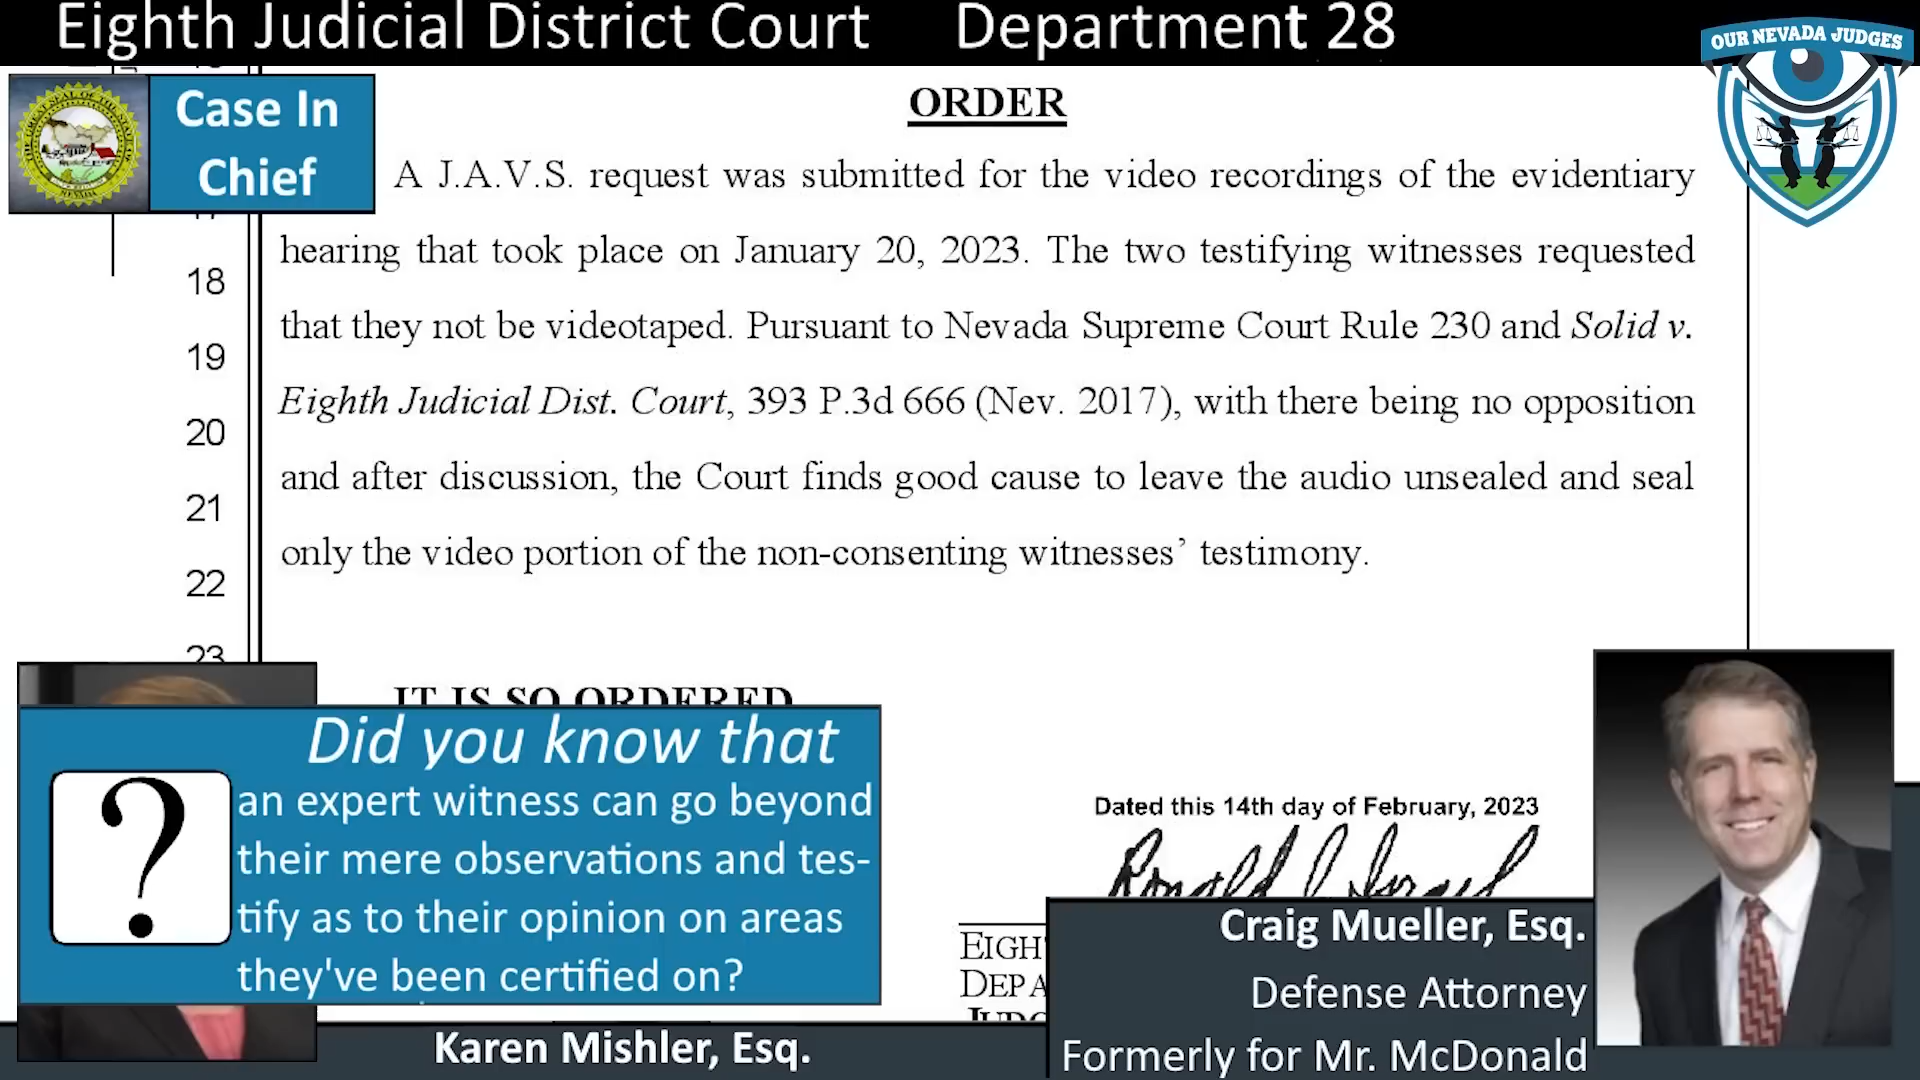 Eighth Judicial District Court Department 28
OUR NEVADA JUDGES
Case In
Chief
ORDER
A J.A.V.S. request was submitted for the video recordings of the evidentiary
hearing that took place on January 20, 2023. The two testifying witnesses requested
18
that they not be videotaped. Pursuant to Nevada Supreme Court Rule 230 and Solid v.
19
Eighth Judicial Dist. Court, 393 P.3d 666 (Nev. 2017), with there being no opposition
20
and after discussion, the Court finds good cause to leave the audio unsealed and seal
21
only the video portion of the non-consenting witnesses’ testimony.
22
23
IT IS SO ORDERED
Did you know that
?
an expert witness can go beyond
their mere observations and tes-
tify as to their opinion on areas
they've been certified on?
Dated this 14th day of February, 2023
Craig Mueller, Esq.
Defense Attorney
Formerly for Mr. McDonald
Karen Mishler, Esq.